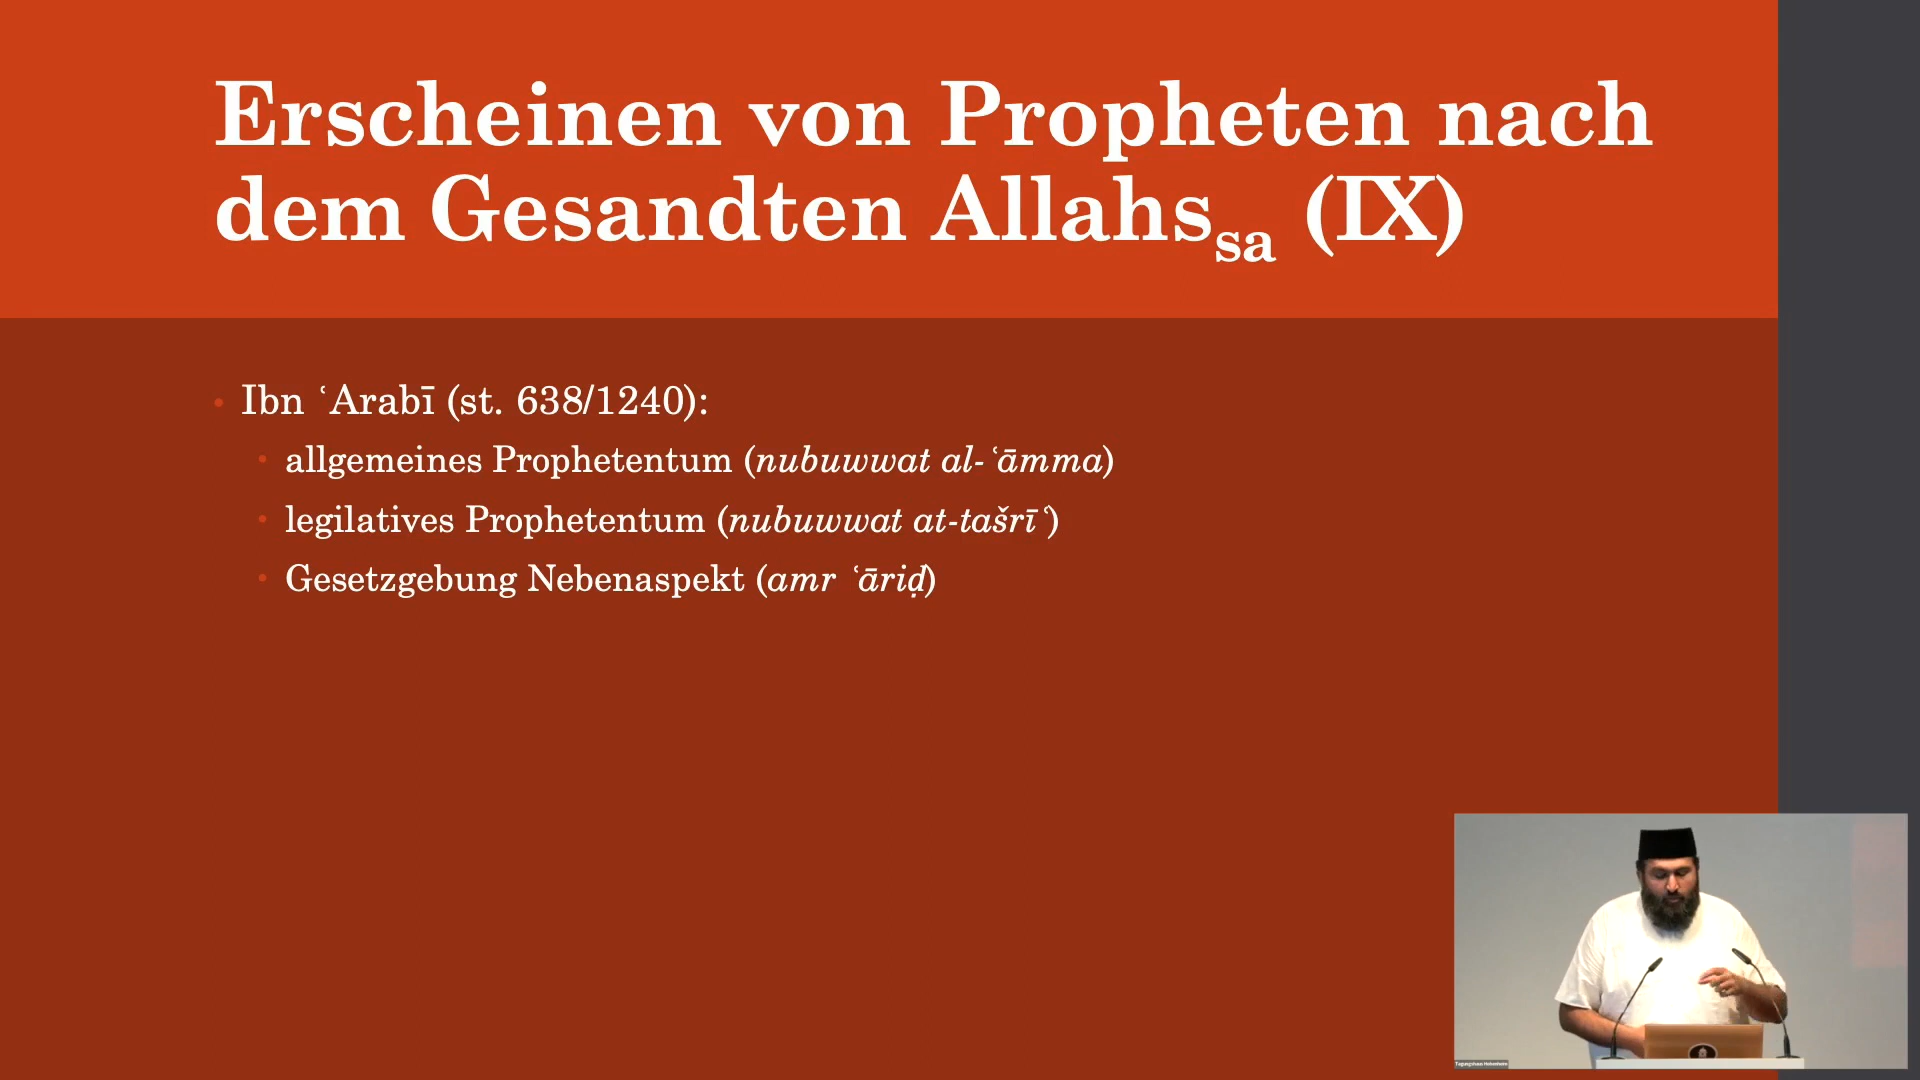 Erscheinen von Propheten nach
dem Gesandten Allahs sa (IX)
• Ibn ʿArabī (st. 638/1240):
• allgemeines Prophetentum (nubuwwat al-ʿāmma)
• legilatives Prophetentum (nubuwwat at-tašrīʿ)
• Gesetzgebung Nebenaspekt (amr ʿāriḍ)